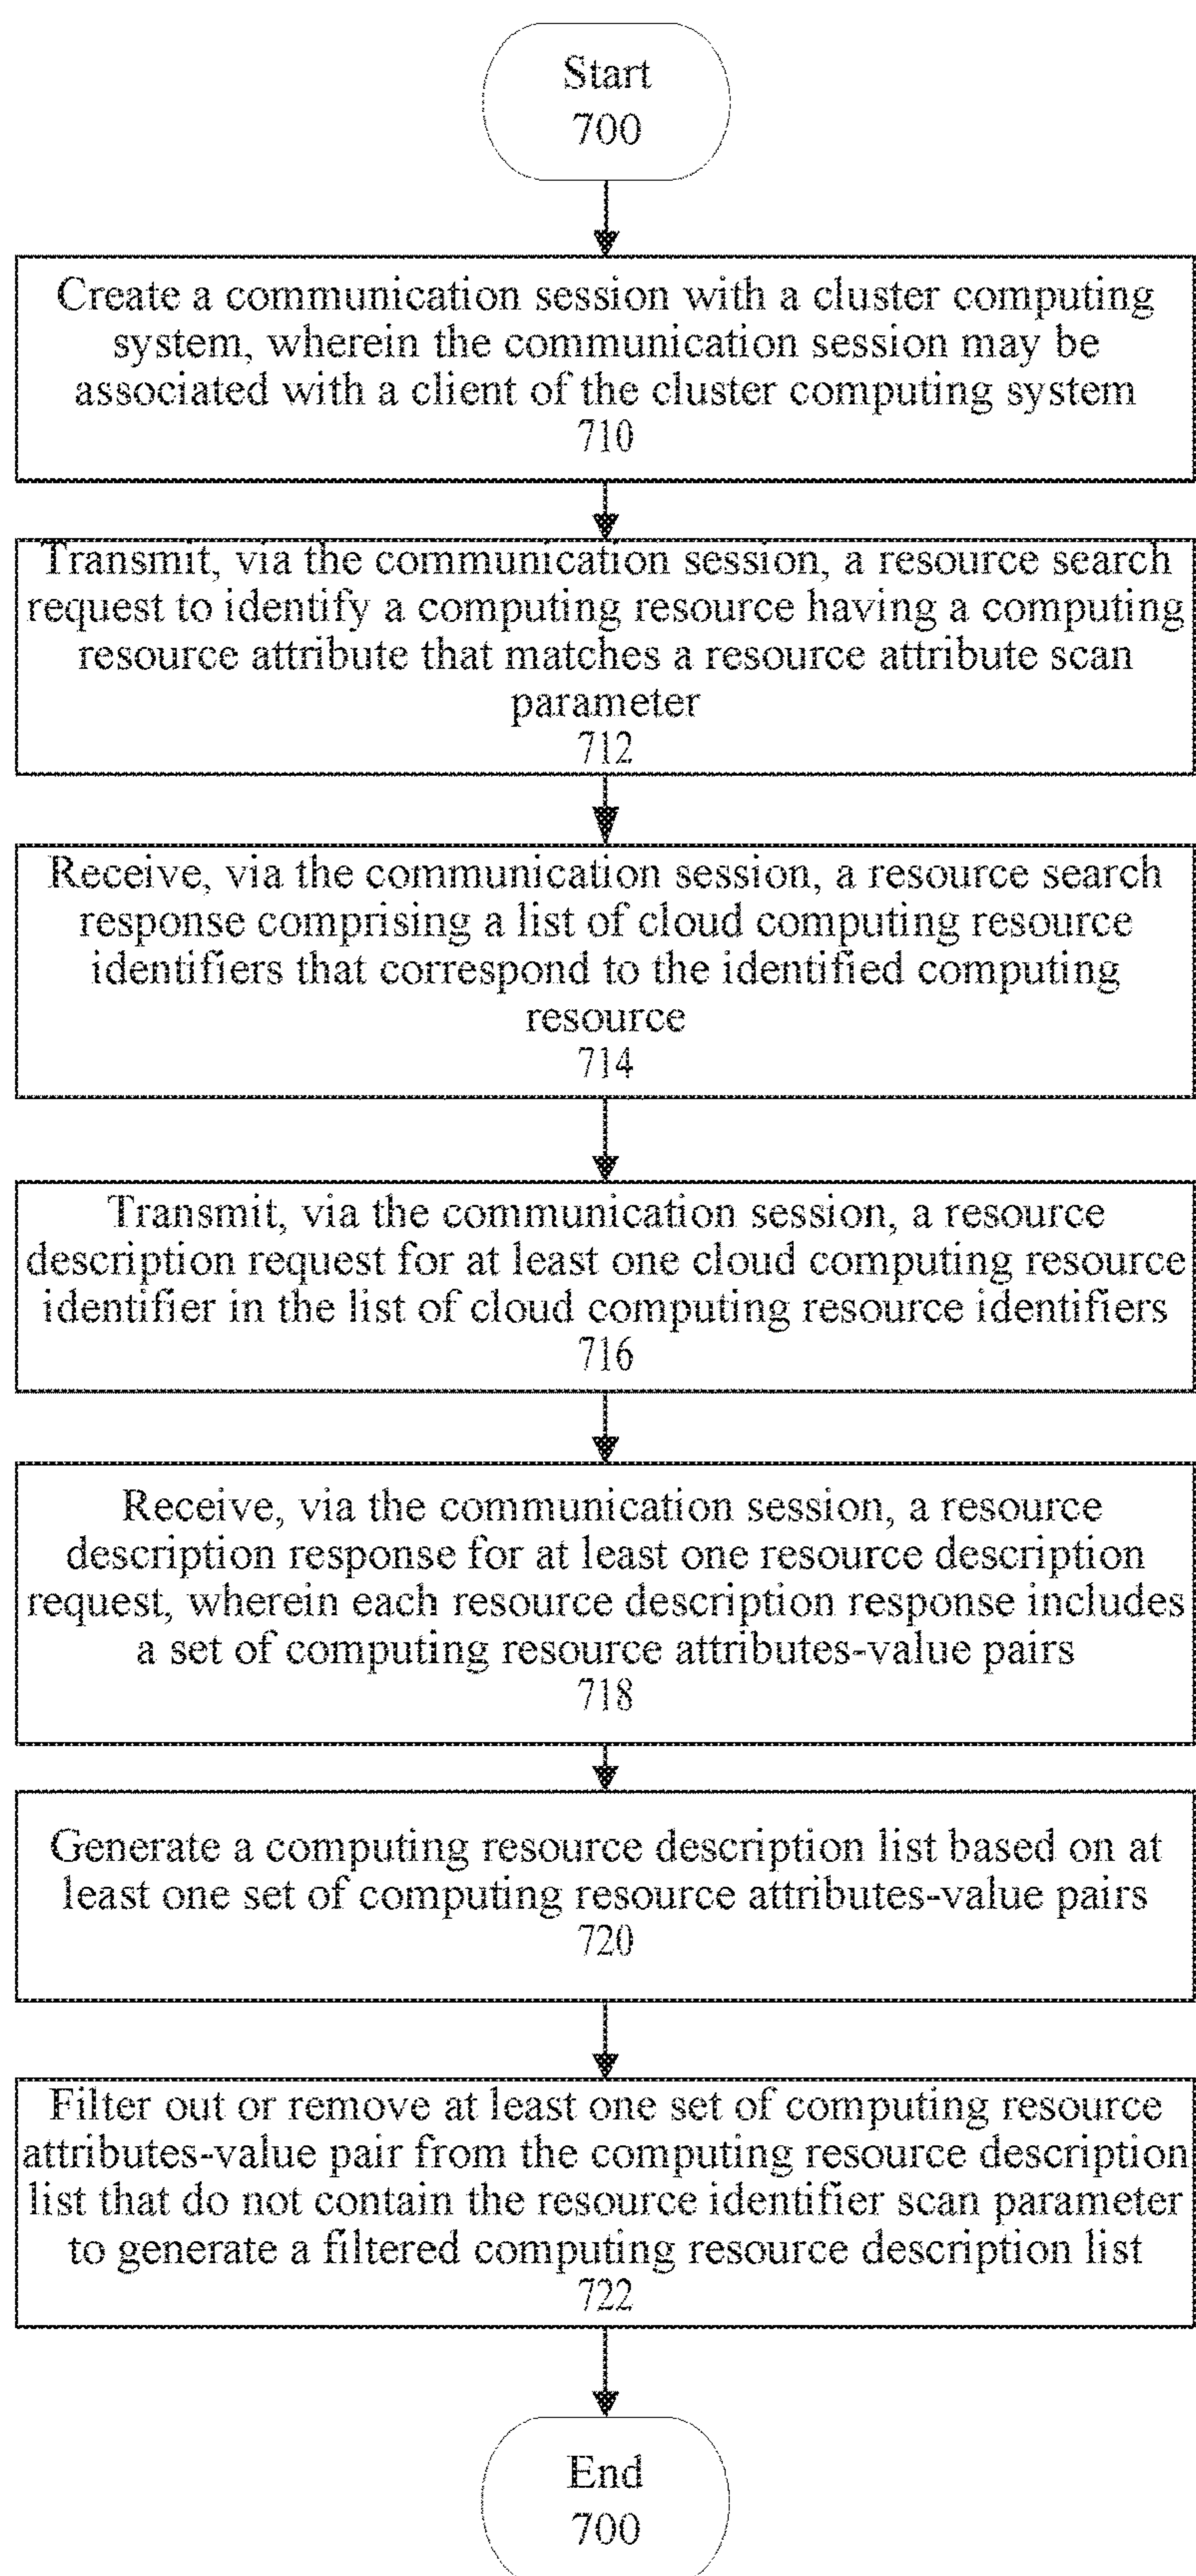 Start
700
Create a communication session with a cluster computing
system, wherein the communication session may be
associated with a client of the cluster computing system
710
Transmit, via the communication session, a resource search
request to identify a computing resource having a computing
resource attribute that matches a resource attribute scan
parameter
712
Receive, via the communication session, a resource search
response comprising a list of cloud computing resource
identifiers that correspond to the identified computing
resource
714
Transmit, via the communication session, a resource
description request for at least one cloud computing resource
identifier in the list of cloud computing resource identifiers
716
Receive, via the communication session, a resource
description response for at least one resource description
request, wherein each resource description response includes
a set of computing resource attributes-value pairs
718
Generate a computing resource description list based on at
least one set of computing resource attributes-value pairs
720
Filter out or remove at least one set of computing resource
attributes-value pair from the computing resource description
list that do not contain the resource identifier scan parameter
to generate a filtered computing resource description list
722
End
700